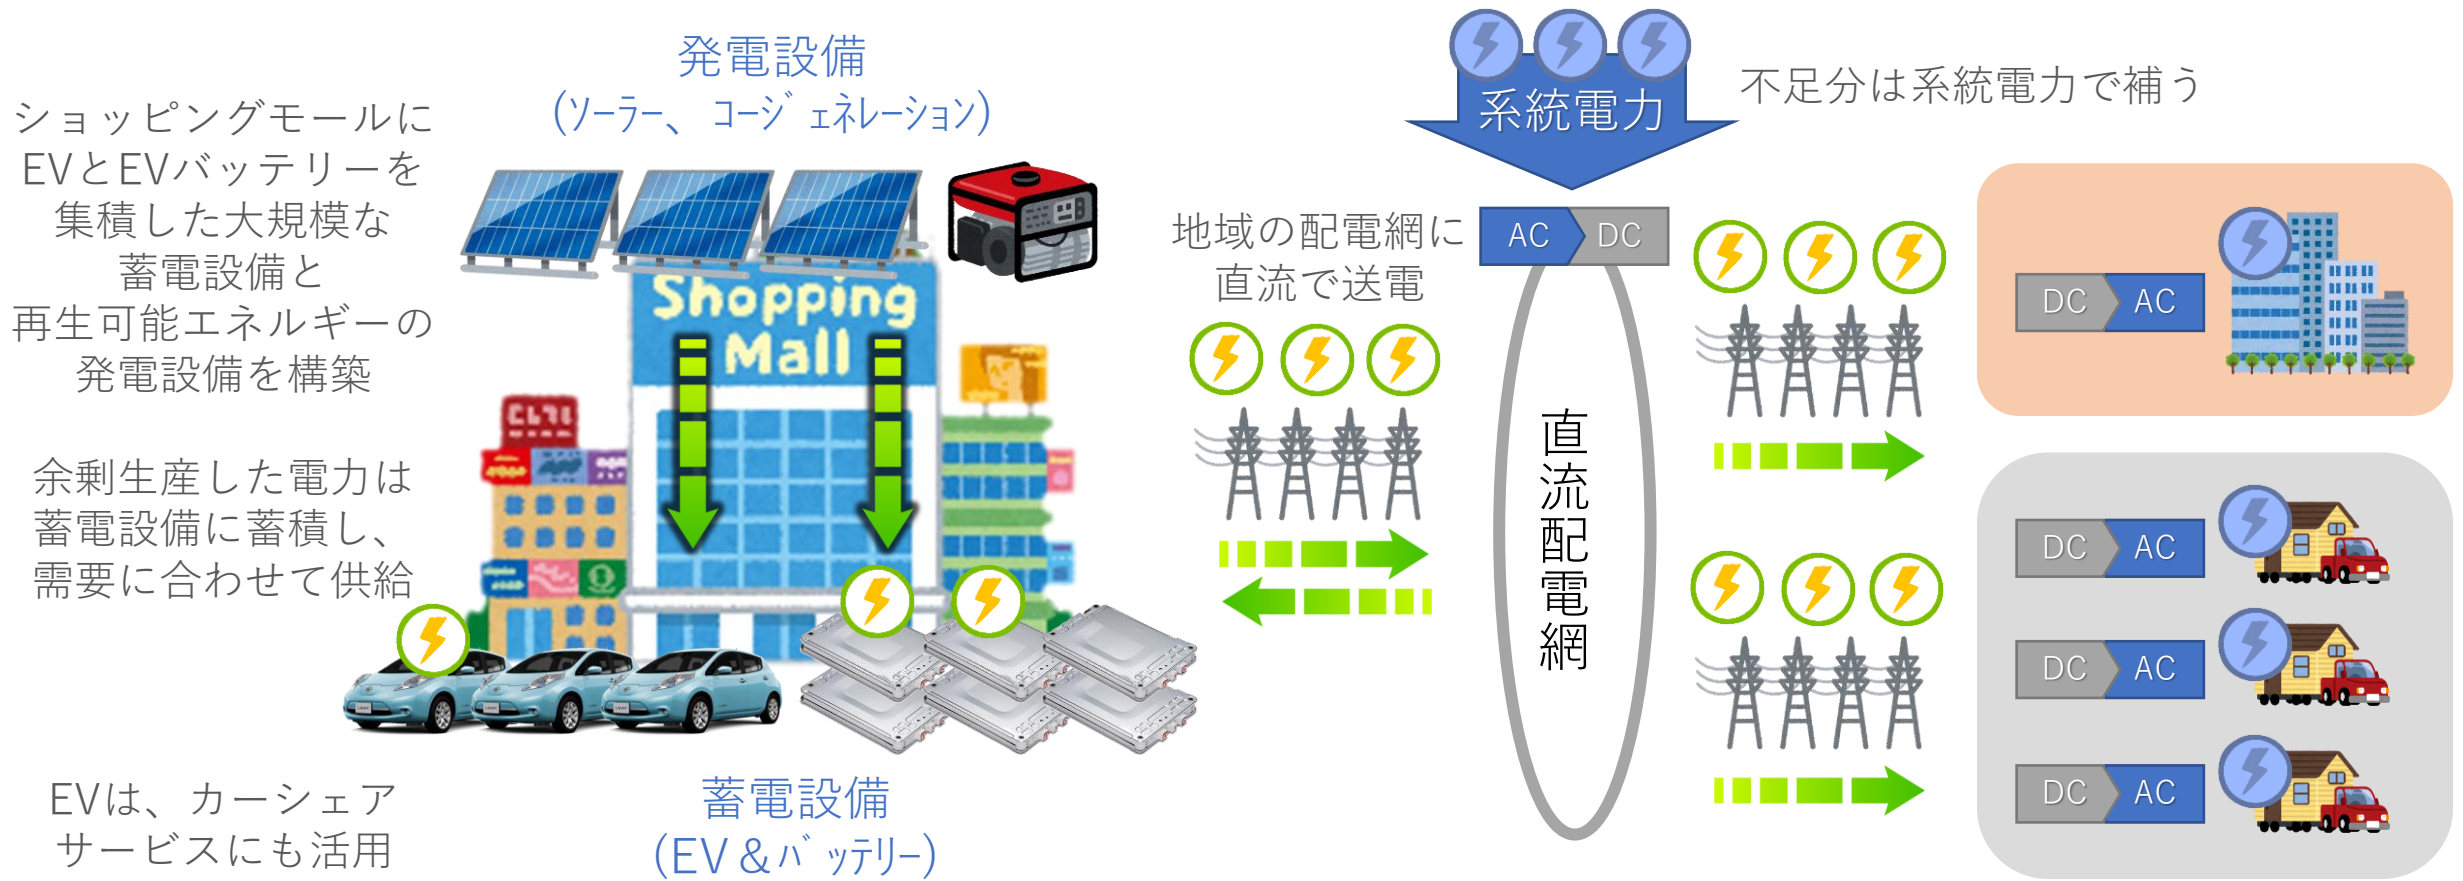 発電設備
(ソーラー、コージェネレーション)
ショッピングモールに
EVとEVバッテリーを
集積した大規模な
蓄電設備と
再生可能エネルギーの
発電設備を構築
余剰生産した電力は
蓄電設備に蓄積し、
需要に合わせて供給
EVは、カーシェア
サービスにも活用
Shopping
Mall
蓄電設備
(EV＆バッテリー)
地域の配電網に
直流で送電
系統電力
不足分は系統電力で補う
AC DC
直流配電網
DC AC
DC AC
DC AC
DC AC